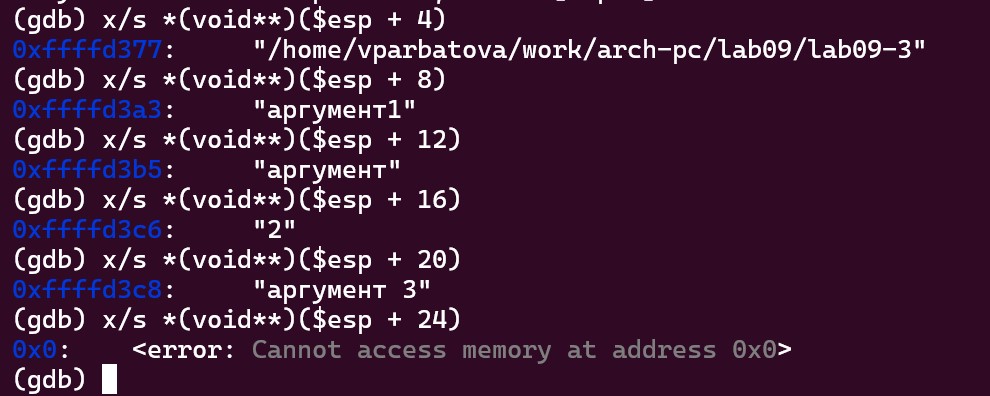 (gdb) x/s *(void**)($esp + 4)
0xffffd377:     "/home/vparbatova/work/arch-pc/lab09/lab09-3"
(gdb) x/s *(void**)($esp + 8)
0xffffd3a3:     "аргумент1"
(gdb) x/s *(void**)($esp + 12)
0xffffd3b5:     "аргумент"
(gdb) x/s *(void**)($esp + 16)
0xffffd3c6:     "2"
(gdb) x/s *(void**)($esp + 20)
0xffffd3c8:     "аргумент 3"
(gdb) x/s *(void**)($esp + 24)
0x0:    <error: Cannot access memory at address 0x0>
(gdb)